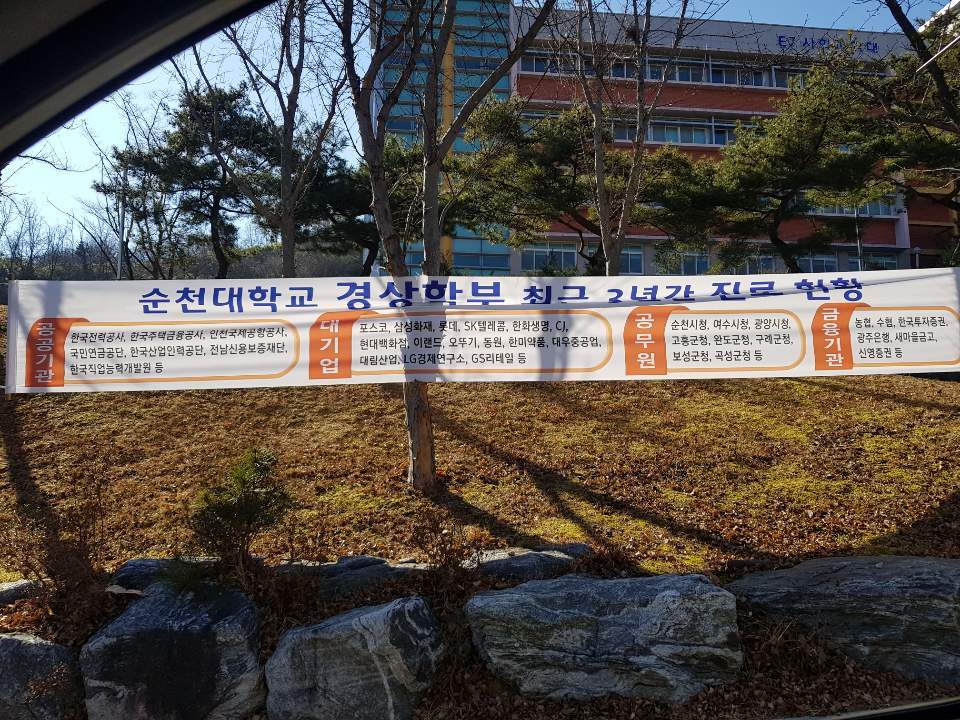 E7 사회과학대
순천대학교 경상학부 최근 3년간 진로 현황
공공기관
한국전력공사, 한국주택금융공사, 인천국제공항공사,
국민연금공단, 한국산업인력공단, 전남신용보증재단,
한국직업능력개발원 등
대기업
포스코, 삼성화재, 롯데, SK텔레콤, 한화생명, CJ,
현대백화점, 이랜드, 오뚜기, 동원, 한미약품, 대우중공업,
대림산업, LG경제연구소, GS리테일 등
공무원
순천시청, 여수시청, 광양시청,
고흥군청, 완도군청, 구례군청,
보성군청, 곡성군청 등
금융기관
농협, 수협, 한국투자증권,
광주은행, 새마을금고,
신영증권 등